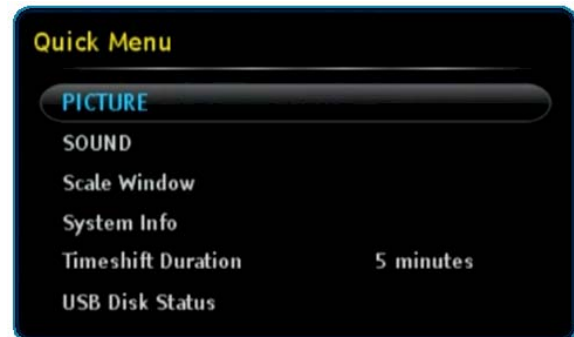 Quick Menu
PICTURE
SOUND
Scale Window
System Info
Timeshift Duration 5 minutes
USB Disk Status